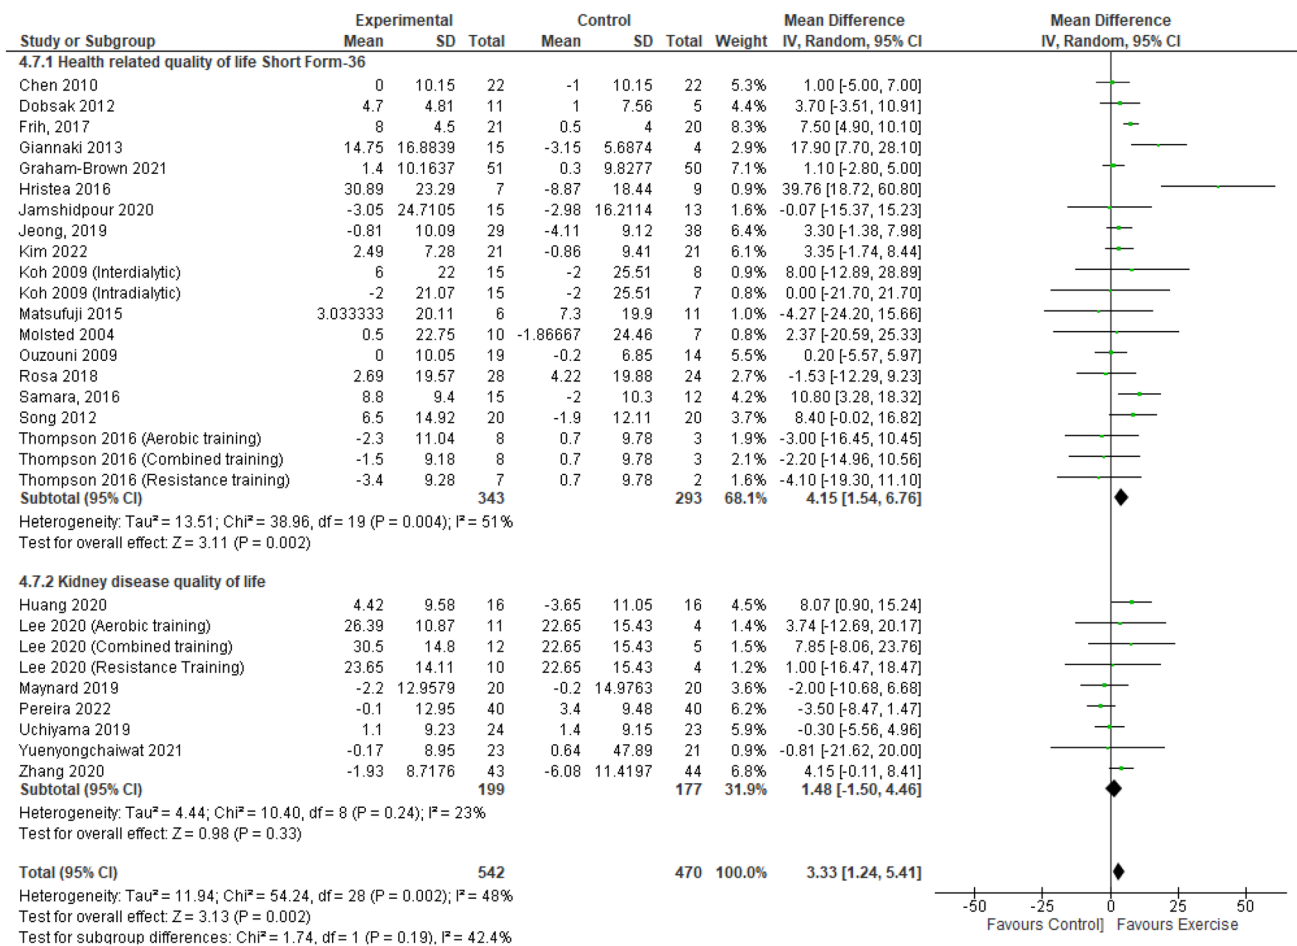 Experimental Control Mean Difference Mean Difference
Study or Subgroup Mean SD Total Mean SD Total Weight IV, Random, 95% CI IV, Random, 95% CI
4.7.1 Health related quality of life Short Form-36
Chen 2010 0 10.15 22 -1 10.15 22 5.3% 1.00 [-5.00, 7.00]
Dobsak 2012 4.7 4.81 11 1 7.56 5 4.4% 3.70 [-3.51, 10.91]
Frih, 2017 8 4.5 21 0.5 4 20 8.3% 7.50 [4.90, 10.10]
Giannaki 2013 14.75 16.8839 15 -3.15 5.6874 4 2.9% 17.90 [7.70, 28.10]
Graham-Brown 2021 1.4 10.1637 51 0.3 9.8277 50 7.1% 1.10 [-2.80, 5.00]
Hristea 2016 30.89 23.29 7 -8.87 18.44 9 0.9% 39.76 [18.72, 60.80]
Jamshidpour 2020 -3.05 24.7105 15 -2.98 16.2114 13 1.6% -0.07 [-15.37, 15.23]
Jeong, 2019 -0.81 10.09 29 -4.11 9.12 38 6.4% 3.30 [-1.38, 7.98]
Kim 2022 2.49 7.28 21 -0.86 9.41 21 6.1% 3.35 [-1.74, 8.44]
Koh 2009 (Interdialytic) 6 22 15 -2 25.51 8 0.9% 8.00 [-12.89, 28.89]
Koh 2009 (Intradialytic) -2 21.07 15 -2 25.51 7 0.8% 0.00 [-21.70, 21.70]
Matsufuji 2015 3.033333 20.11 6 7.3 19.9 11 1.0% -4.27 [-24.20, 15.66]
Molsted 2004 0.5 22.75 10 -1.86667 24.46 7 0.7% 2.37 [-20.59, 25.33]
Ouzouni 2009 0 10.05 19 -0.2 6.85 14 5.5% 0.20 [-5.57, 5.97]
Rosa 2018 2.69 19.57 28 4.22 19.88 24 2.7% -1.53 [-12.29, 9.23]
Samara, 2016 8.8 9.4 15 -2 10.3 12 4.2% 10.80 [3.28, 18.32]
Song 2012 6.5 14.92 20 -1.9 12.11 20 3.7% 8.40 [-0.02, 16.82]
Thompson 2016 (Aerobic training) -2.3 11.04 8 0.7 9.78 3 1.9% -3.00 [-16.45, 10.45]
Thompson 2016 (Combined training) -1.5 9.18 8 0.7 9.78 3 2.1% -2.20 [-14.96, 10.56]
Thompson 2016 (Resistance training) -3.4 9.28 7 0.7 9.78 2 1.6% -4.10 [-19.30, 11.10]
Subtotal (95% CI) 343 293 68.1% 4.15 [1.54, 6.76]
Heterogeneity: Tau² = 13.51; Chi² = 38.96, df = 19 (P = 0.004); I² = 51%
Test for overall effect: Z = 3.11 (P = 0.002)
4.7.2 Kidney disease quality of life
Huang 2020 4.42 9.58 16 -3.65 11.05 16 4.5% 8.07 [0.90, 15.24]
Lee 2020 (Aerobic training) 26.39 10.87 11 22.65 15.43 4 1.4% 3.74 [-12.69, 20.17]
Lee 2020 (Combined training) 30.5 14.8 12 22.65 15.43 5 1.5% 7.85 [-8.06, 23.76]
Lee 2020 (Resistance Training) 23.65 14.11 10 22.65 15.43 4 1.2% 1.00 [-16.47, 18.47]
Maynard 2019 -2.2 12.9579 20 -0.2 14.9763 20 3.6% -2.00 [-10.68, 6.68]
Pereira 2022 -0.1 12.95 40 3.4 9.48 40 6.2% -3.50 [-8.47, 1.47]
Uchiyama 2019 1.1 9.23 24 1.4 9.15 23 5.9% -0.30 [-5.56, 4.96]
Yuenyongchaiwat 2021 -0.17 8.95 23 0.64 47.89 21 0.9% -0.81 [-21.62, 20.00]
Zhang 2020 -1.93 8.7176 43 -6.08 11.4197 44 6.8% 4.15 [-0.11, 8.41]
Subtotal (95% CI) 199 177 31.9% 1.48 [-1.50, 4.46]
Heterogeneity: Tau² = 4.44; Chi² = 10.40, df = 8 (P = 0.24); I² = 23%
Test for overall effect: Z = 0.98 (P = 0.33)
Total (95% CI) 542 470 100.0% 3.33 [1.24, 5.41]
Heterogeneity: Tau² = 11.94; Chi² = 54.24, df = 28 (P = 0.002); I² = 48%
Test for overall effect: Z = 3.13 (P = 0.002)
Test for subgroup differences: Chi² = 1.74, df = 1 (P = 0.19), I² = 42.4%
-50 -25 0 25 50
Favours Control] Favours Exercise